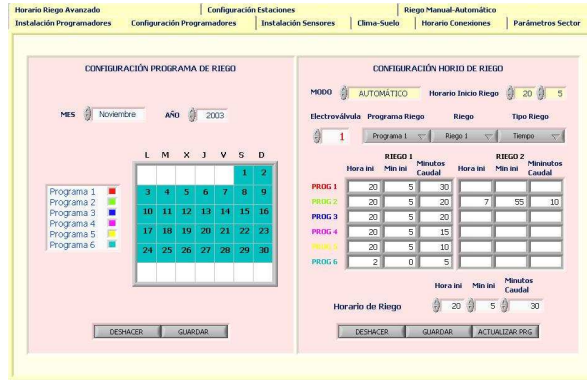 Horario Riego Avanzado Configuración Estaciones Riego Manual-Automático
Instalación Programadores Configuración Programadores Instalación Sensores Clima-Suelo Horario Conexiones Parámetros Sector
CONFIGURACIÓN PROGRAMA DE RIEGO
MES Noviembre AÑO 2003
L M X J V S D
1 2
3 4 5 6 7 8 9
10 11 12 13 14 15 16
17 18 19 20 21 22 23
24 25 26 27 28 29 30
Programa 1
Programa 2
Programa 3
Programa 4
Programa 5
Programa 6
DESHACER GUARDAR
CONFIGURACIÓN HORIO DE RIEGO
MODO AUTOMÁTICO Horario Inicio Riego 20 5
Electroválvula Programa Riego Riego Tipo Riego
1 Programa 1 Riego 1 Tiempo
RIEGO 1 RIEGO 2
Hora ini Min ini Minutos Caudal Hora ini Min ini Mininutos Caudal
PROG 1 20 5 30
PROG 2 20 5 20 7 55 10
PROG 3 20 5 20
PROG 4 20 5 15
PROG 5 20 5 10
PROG 6 2 0 5
Hora ini Min ini Minutos Caudal
Horario de Riego 20 5 30
DESHACER GUARDAR ACTUALIZAR PRG